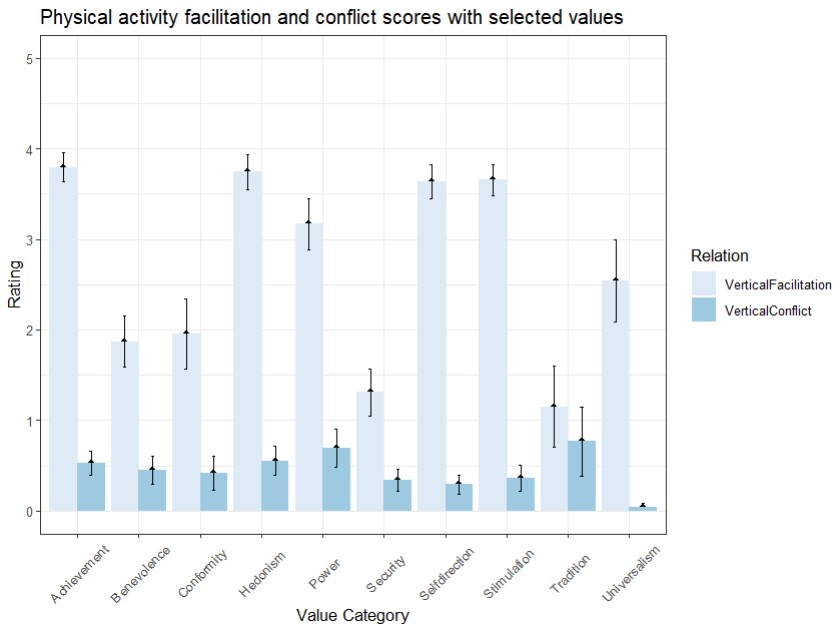 Physical activity facilitation and conflict scores with selected values
5
4
3
2
1
0
Rating
Achievement
Benevolence
Conformity
Hedonism
Power
Security
Selfdirection
Stimulation
Tradition
Universalism
Value Category
Relation
VerticalFacilitation
VerticalConflict